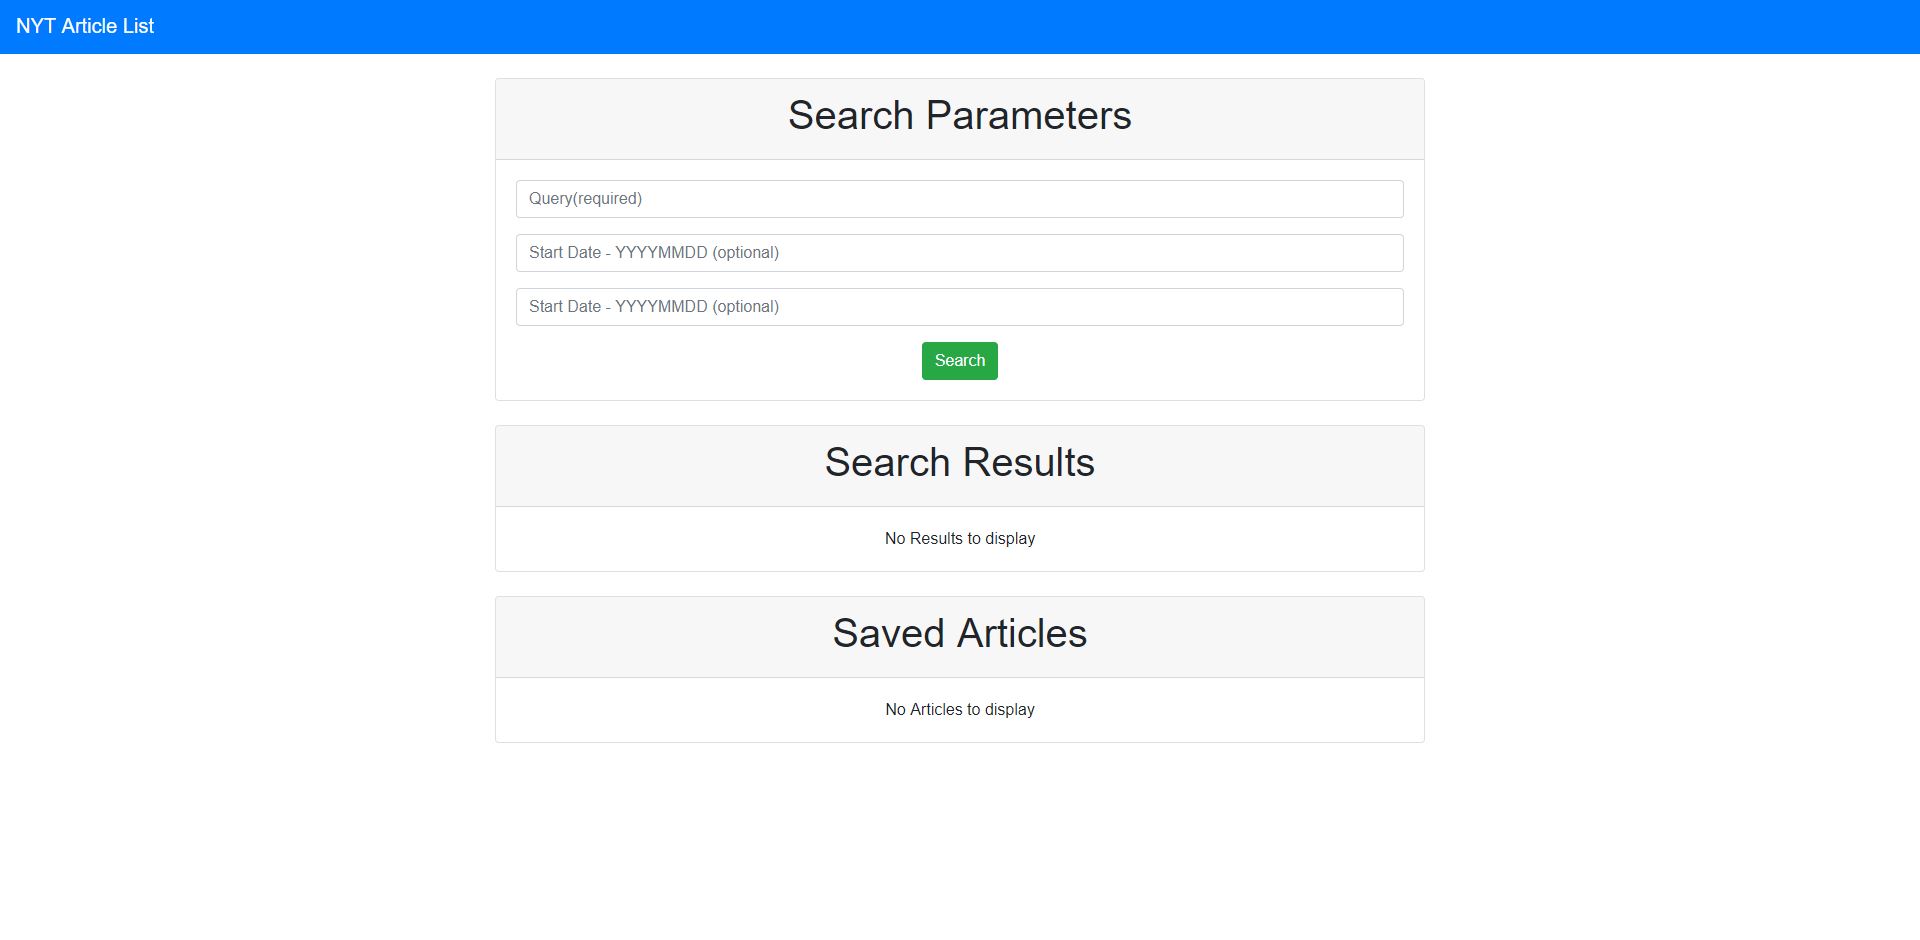 NYT Article List
Search Parameters
Query(required)
Start Date - YYYYMMDD (optional)
Start Date - YYYYMMDD (optional)
Search
Search Results
No Results to display
Saved Articles
No Articles to display